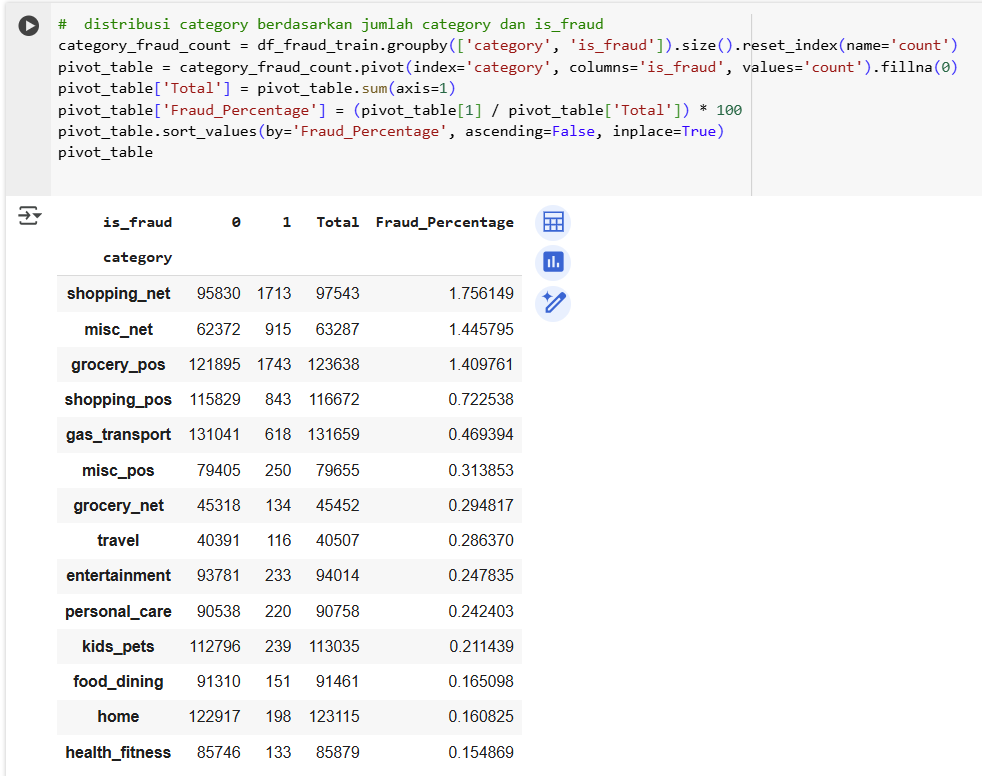 #  distribusi category berdasarkan jumlah category dan is_fraud
category_fraud_count = df_fraud_train.groupby(['category', 'is_fraud']).size().reset_index(name='count')
pivot_table = category_fraud_count.pivot(index='category', columns='is_fraud', values='count').fillna(0)
pivot_table['Total'] = pivot_table.sum(axis=1)
pivot_table['Fraud_Percentage'] = (pivot_table[1] / pivot_table['Total']) * 100
pivot_table.sort_values(by='Fraud_Percentage', ascending=False, inplace=True)
pivot_table
is_fraud 0 1 Total Fraud_Percentage
category
shopping_net 95830 1713 97543 1.756149
misc_net 62372 915 63287 1.445795
grocery_pos 121895 1743 123638 1.409761
shopping_pos 115829 843 116672 0.722538
gas_transport 131041 618 131659 0.469394
misc_pos 79405 250 79655 0.313853
grocery_net 45318 134 45452 0.294817
travel 40391 116 40507 0.286370
entertainment 93781 233 94014 0.247835
personal_care 90538 220 90758 0.242403
kids_pets 112796 239 113035 0.211439
food_dining 91310 151 91461 0.165098
home 122917 198 123115 0.160825
health_fitness 85746 133 85879 0.154869